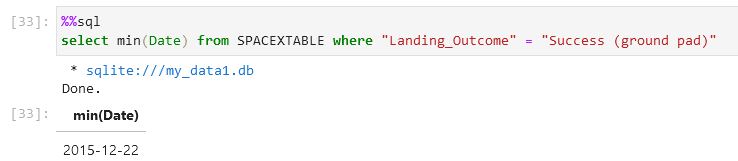 [33]: %%sql
select min(Date) from SPACEXTABLE where "Landing_Outcome" = "Success (ground pad)"
* sqlite:///my_data1.db
Done.
[33]: min(Date)
2015-12-22